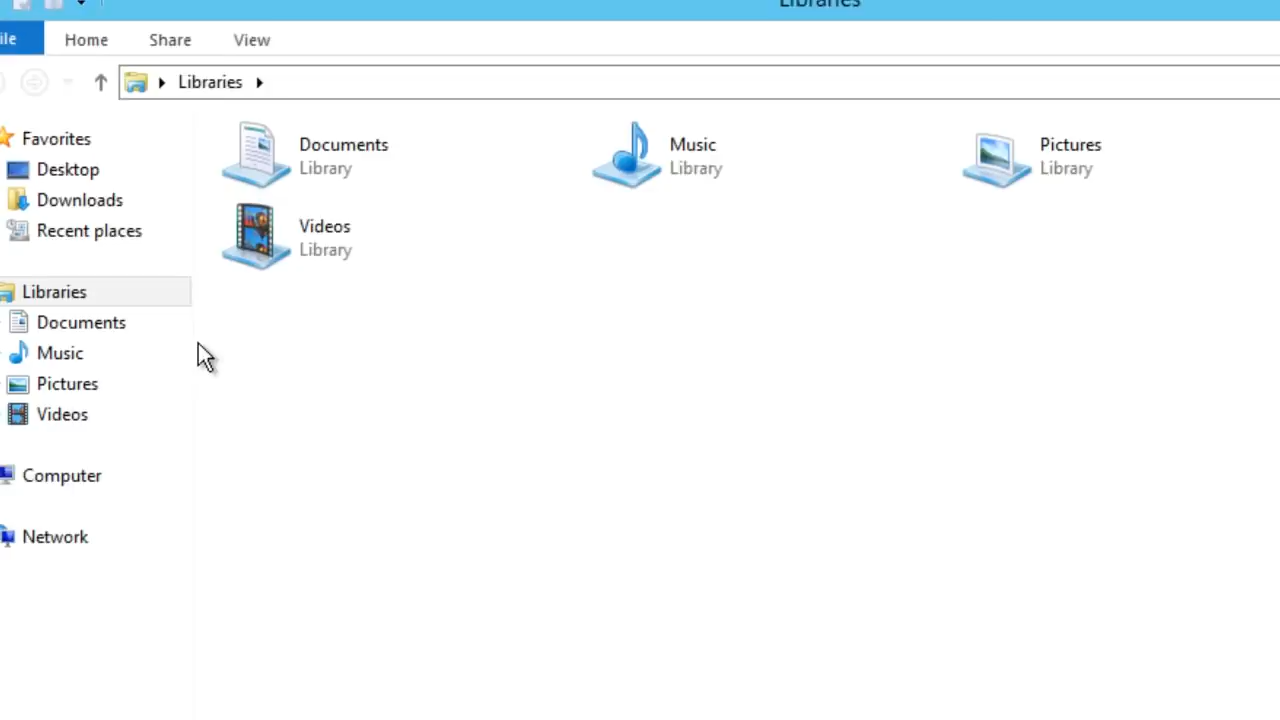 Libraries
ile
Home
Share
View
Libraries
Favorites
Desktop
Downloads
Recent places
Libraries
Documents
Music
Pictures
Videos
Computer
Network
Documents
Library
Music
Library
Pictures
Library
Videos
Library